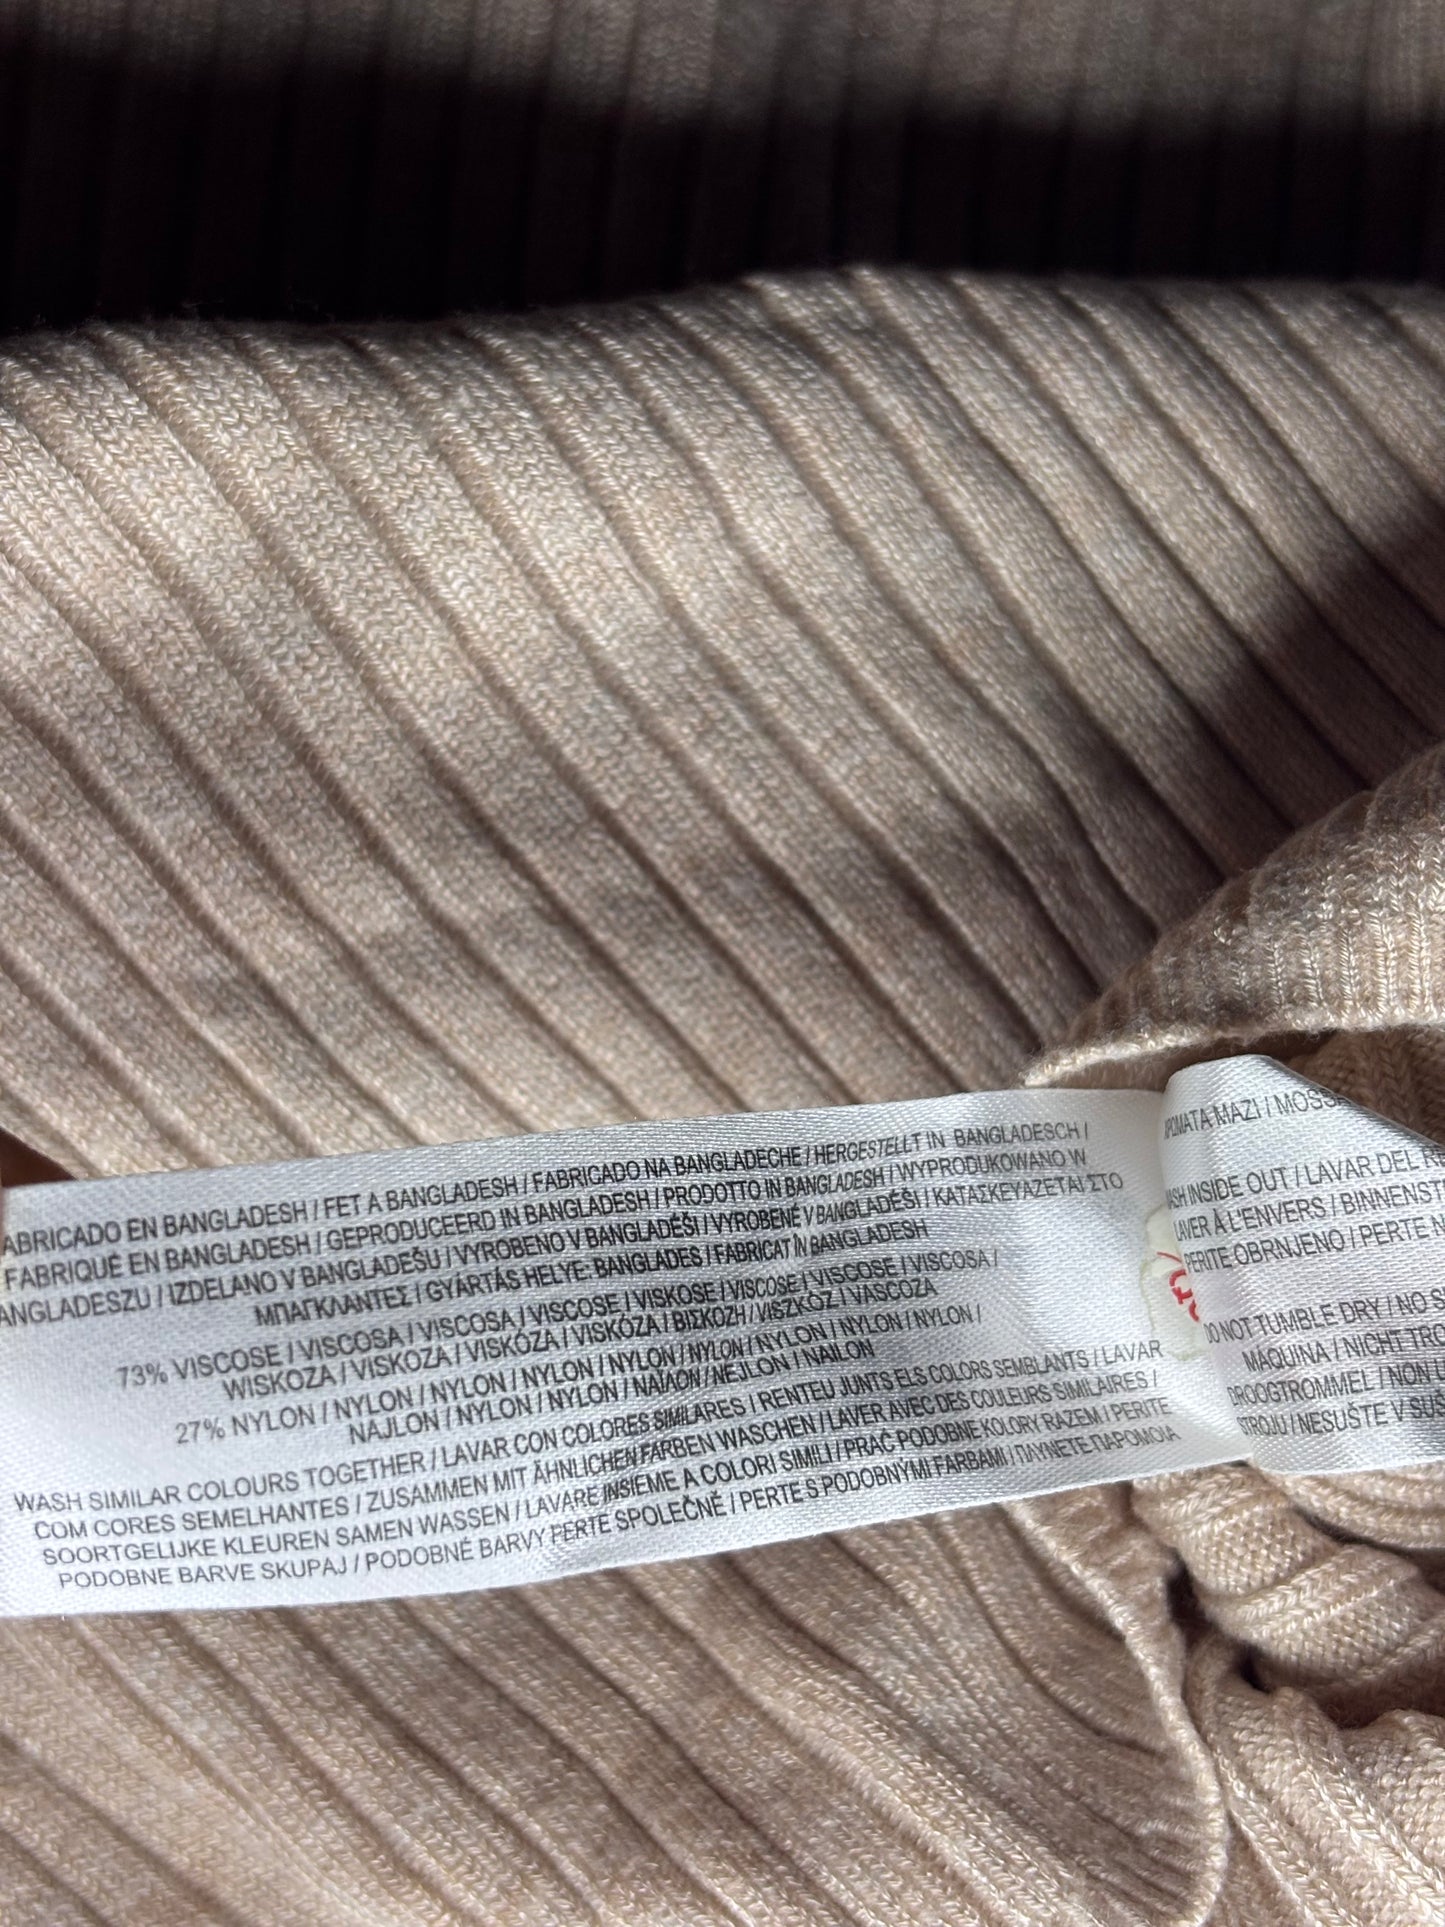 FABRICADO EN BANGLADESH / FET A BANGLADESH / FABRICADO NA BANGLADECHE / HERGESTELLT IN BANGLADESCH /
FABRIQUÉ EN BANGLADESH / GEPRODUCEERD IN BANGLADESH / PRODOTTO IN BANGLADESH / WYPRODUKOWANO W
ANGLADESZU / IZDELANO V BANGLADEŠU / VYROBENO V BANGLADÉŠI / VYROBENÉ V BANGLADÉŠI / ΚΑΤΑΣΚΕΥΑΖΕΤΑΙ ΣΤΟ
ΜΠΑΓΚΛΑΝΤΕΣ / GYÁRTÁS HELYE: BANGLADES / FABRICAT ÎN BANGLADESH
73% VISCOSE / VISCOSA / VISCOSA / VISCOSE / VISKOSE / VISCOSE / VISCOSE / VISCOSA /
WISKOZA / VISKOZA / VISKÓZA / VISKÓZA / ΒΙΣΚΟΖΗ / VISZKÓZ / VASCOZA
27% NYLON / NYLON / NYLON / NYLON / NYLON / NYLON / NYLON / NYLON /
NAJLON / NYLON / NYLON / ΝΑΪΛΟΝ / NEJLON / NAILON
WASH SIMILAR COLOURS TOGETHER / LAVAR CON COLORES SIMILARES / RENTEU JUNTS ELS COLORS SEMBLANTS / LAVAR
COM CORES SEMELHANTES / ZUSAMMEN MIT ÄHNLICHEN FARBEN WASCHEN / LAVER AVEC DES COULEURS SIMILAIRES /
SOORTGELIJKE KLEUREN SAMEN WASSEN / LAVARE INSIEME A COLORI SIMILI / PRAĆ PODOBNE KOLORY RAZEM / PERITE
PODOBNE BARVE SKUPAJ / PODOBNÉ BARVY PERTE SPOLEČNĚ / PERTE S PODOBNÝMI FARBAMI / ΠΛΥΝΕΤΕ ΠΑΡΟΜΟΙΑ
ΧΡΩΜΑΤΑ ΜΑΖΙ / MOSS
WASH INSIDE OUT / LAVAR DEL RE
LAVER À L'ENVERS / BINNENST
PERITE OBRNJENO / PERTE N
DO NOT TUMBLE DRY / NO S
MÁQUINA / NIGHT TRO
DROOGTROMMEL / NON U
STROJU / NESUŠTE V SUŠ